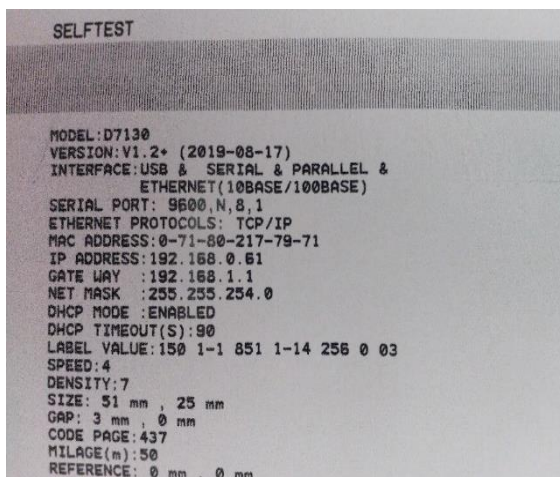 SELFTEST
MODEL:D7130
VERSION:V1.2+ (2019-08-17)
INTERFACE:USB & SERIAL & PARALLEL &
ETHERNET(10BASE/100BASE)
SERIAL PORT: 9600,N,8,1
ETHERNET PROTOCOLS: TCP/IP
MAC ADDRESS:0-71-80-217-79-71
IP ADDRESS:192.168.0.61
GATE WAY :192.168.1.1
NET MASK :255.255.254.0
DHCP MODE :ENABLED
DHCP TIMEOUT(S):90
LABEL VALUE:150 1-1 851 1-14 256 0 03
SPEED:4
DENSITY:7
SIZE: 51 mm , 25 mm
GAP: 3 mm , 0 mm
CODE PAGE:437
MILAGE(m):50
REFERENCE: 0 mm , 0 mm